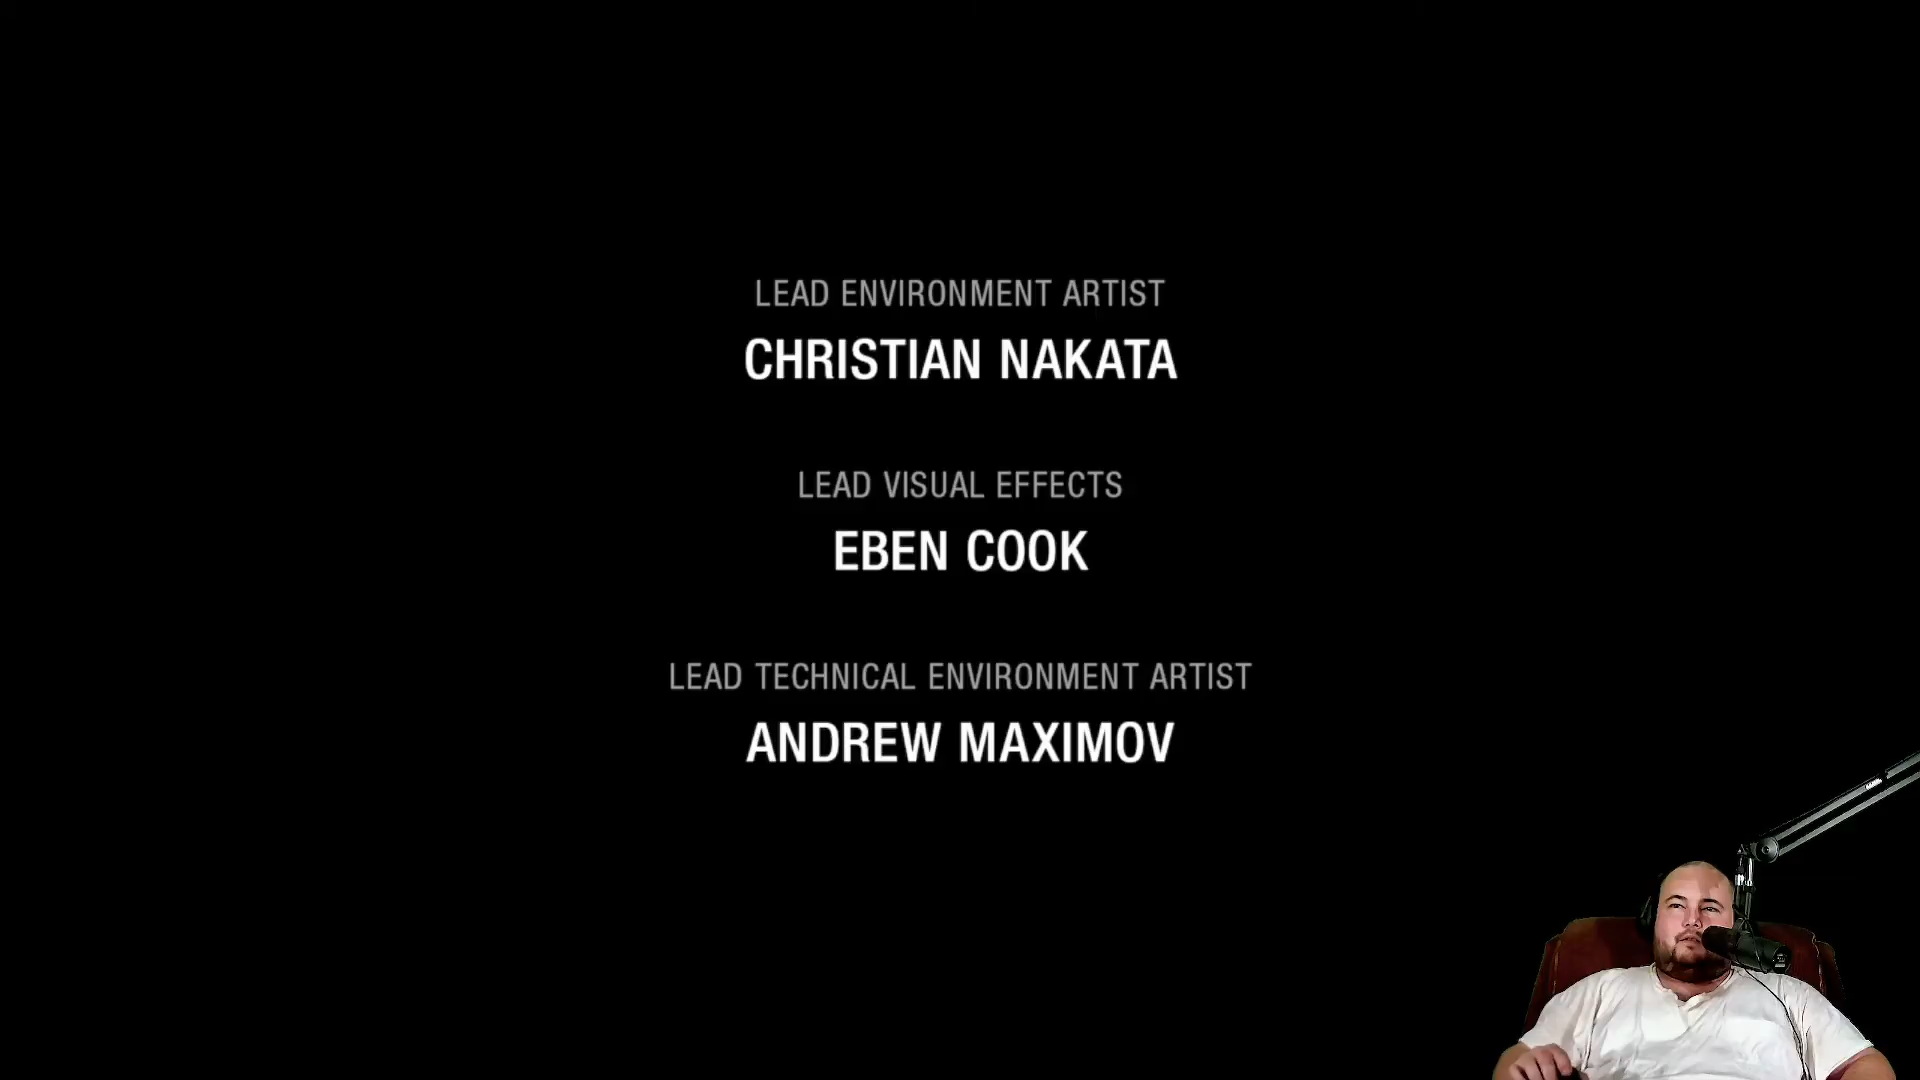 LEAD ENVIRONMENT ARTIST
CHRISTIAN NAKATA
LEAD VISUAL EFFECTS
EBEN COOK
LEAD TECHNICAL ENVIRONMENT ARTIST
ANDREW MAXIMOV